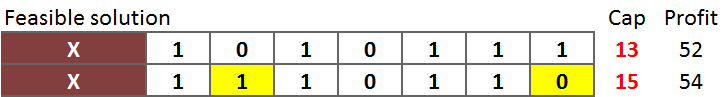 Feasible solution Cap Profit
X 1 0 1 0 1 1 1 13 52
X 1 1 1 0 1 1 0 15 54